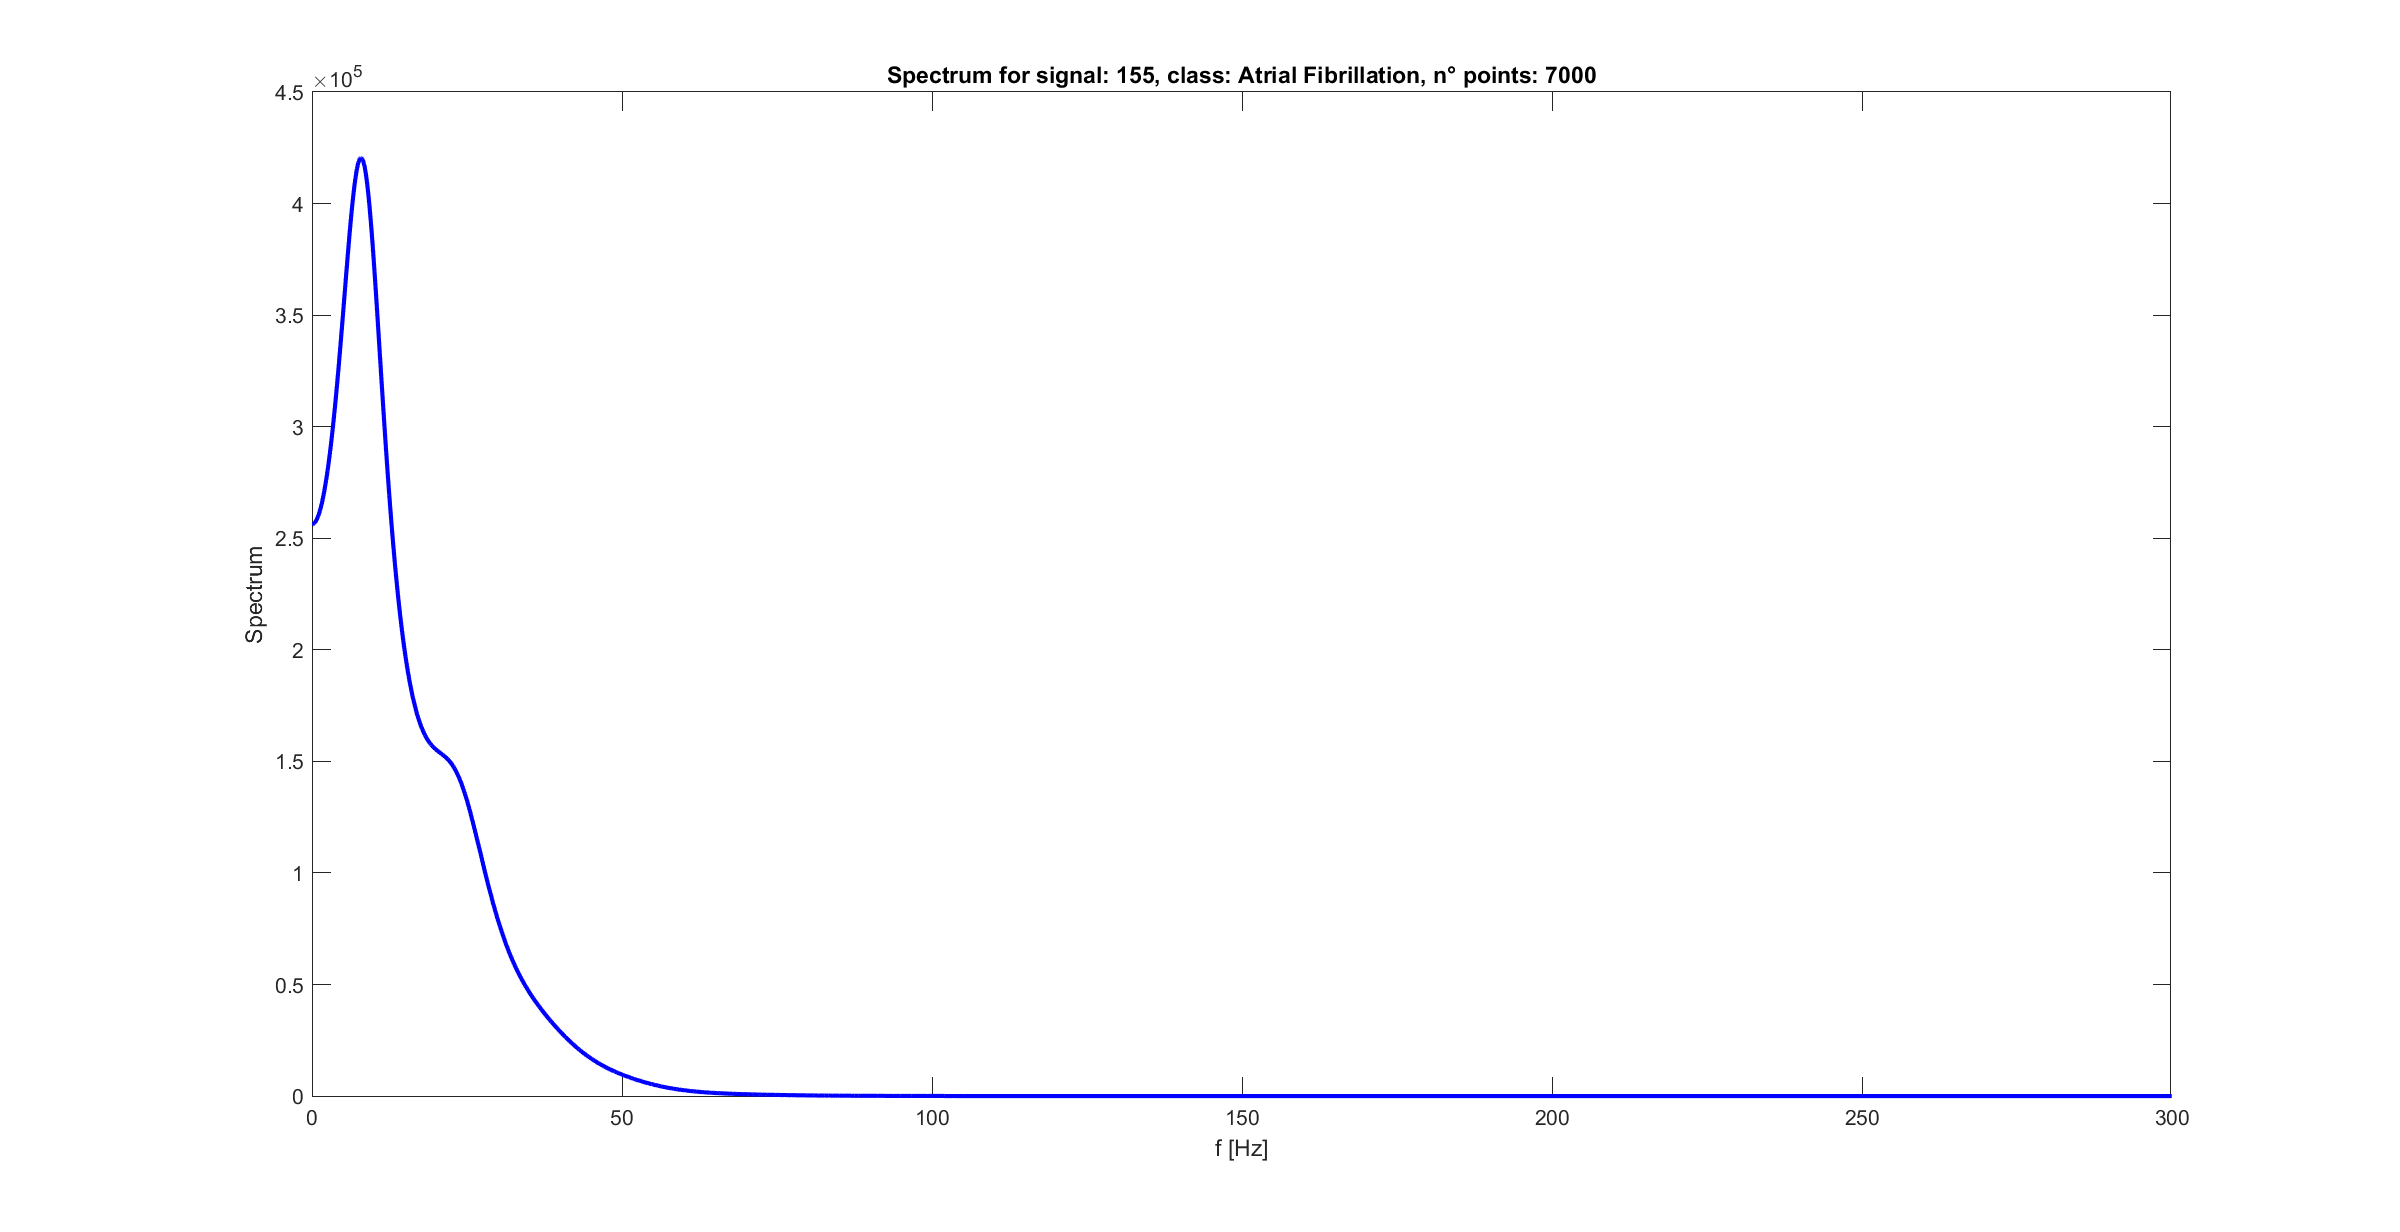 Spectrum for signal: 155, class: Atrial Fibrillation, n° points: 7000
×10^5
4.5
4
3.5
3
2.5
2
1.5
1
0.5
0
Spectrum
0 50 100 150 200 250 300
f [Hz]